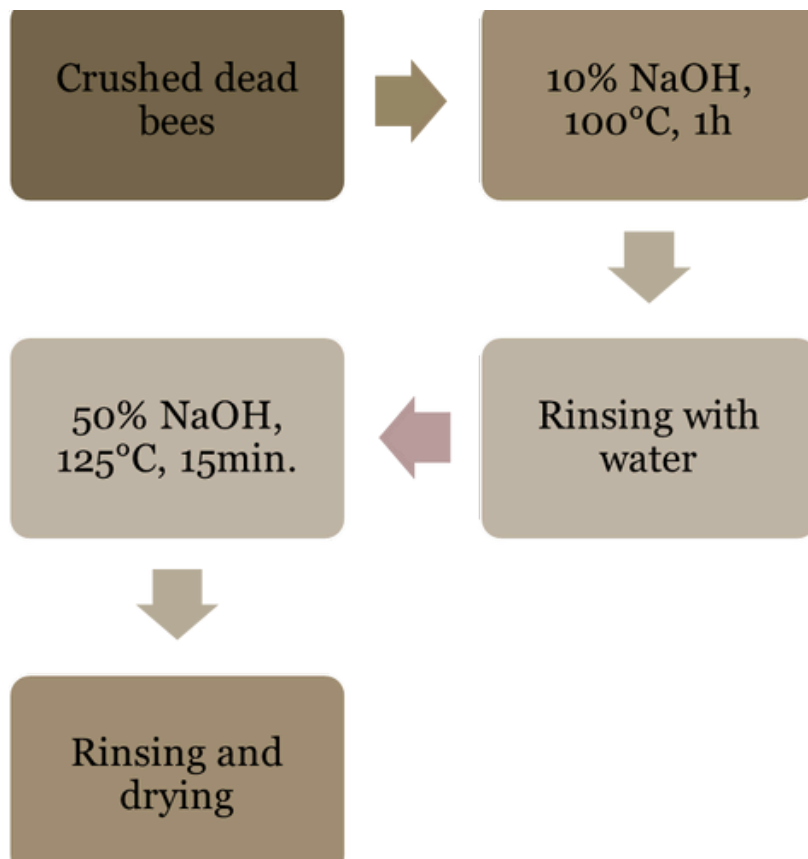 Crushed dead
bees
10% NaOH,
100°C, 1h
Rinsing with
water
50% NaOH,
125°C, 15min.
Rinsing and
drying